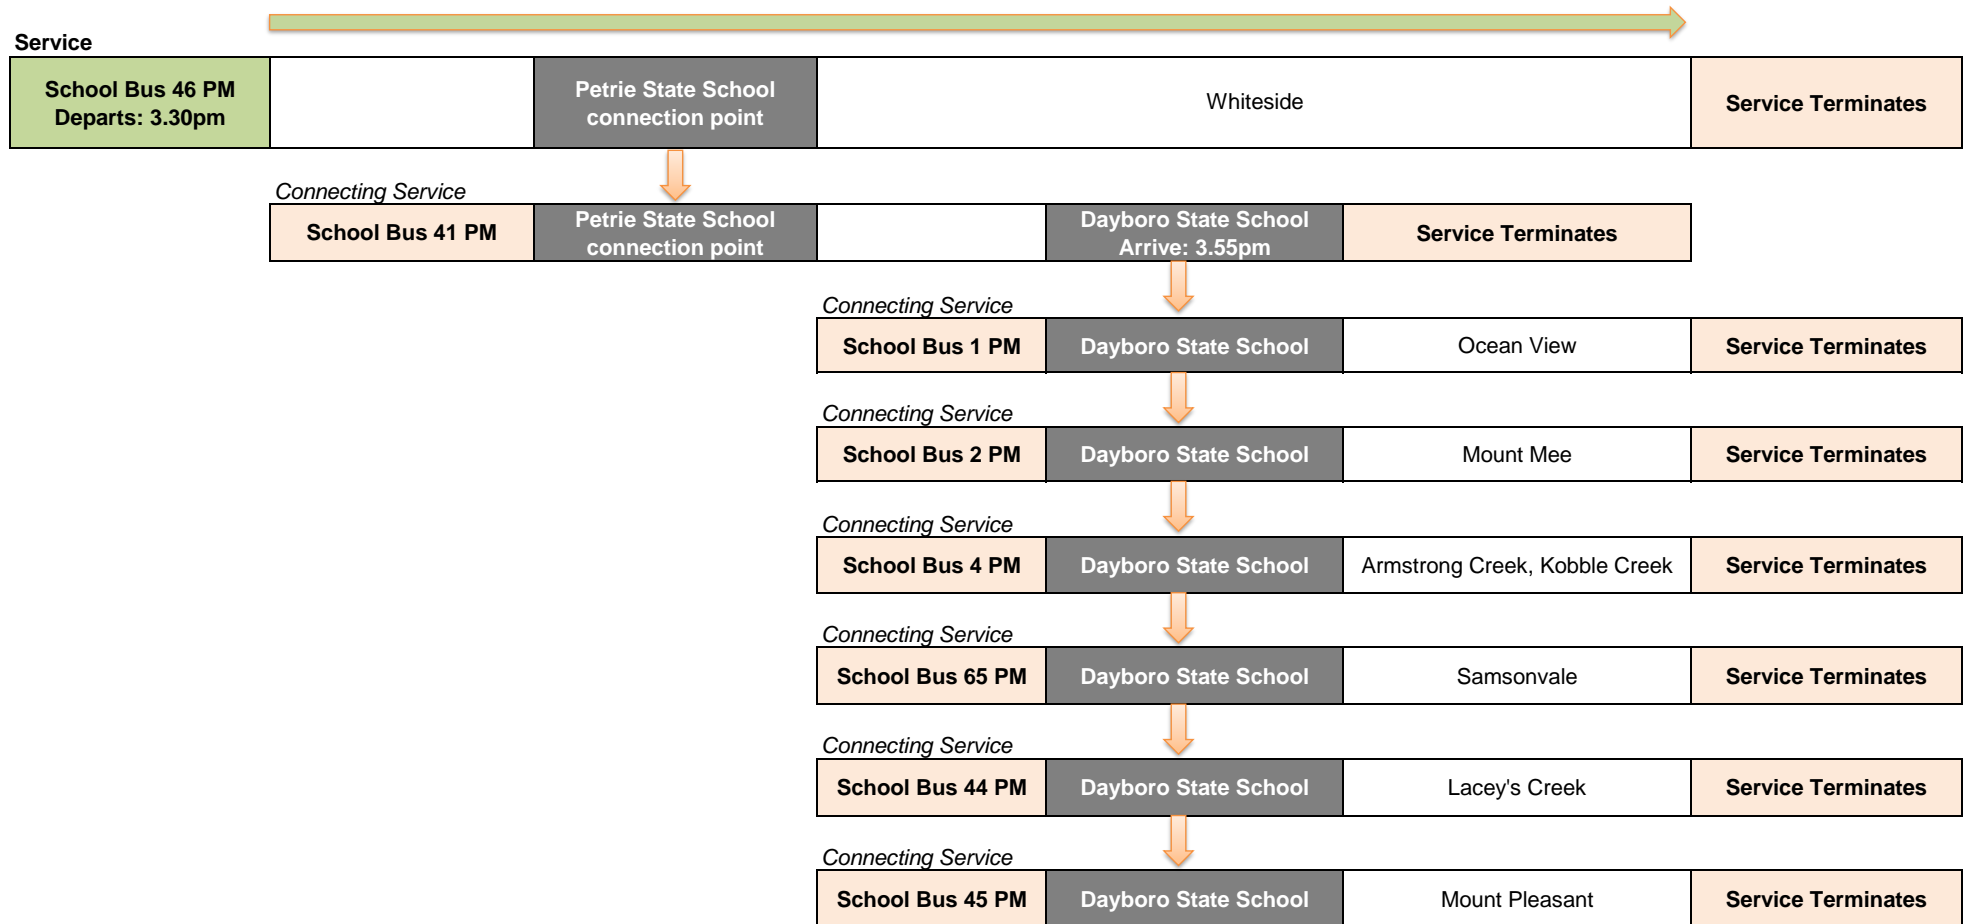 Service
School Bus 46 PM
Departs: 3.30pm
Petrie State School
connection point
Whiteside
Service Terminates
Connecting Service
School Bus 41 PM
Petrie State School
connection point
Dayboro State School
Arrive: 3.55pm
Service Terminates
Connecting Service
School Bus 1 PM
Dayboro State School
Ocean View
Service Terminates
Connecting Service
School Bus 2 PM
Dayboro State School
Mount Mee
Service Terminates
Connecting Service
School Bus 4 PM
Dayboro State School
Armstrong Creek, Kobble Creek
Service Terminates
Connecting Service
School Bus 65 PM
Dayboro State School
Samsonvale
Service Terminates
Connecting Service
School Bus 44 PM
Dayboro State School
Lacey's Creek
Service Terminates
Connecting Service
School Bus 45 PM
Dayboro State School
Mount Pleasant
Service Terminates